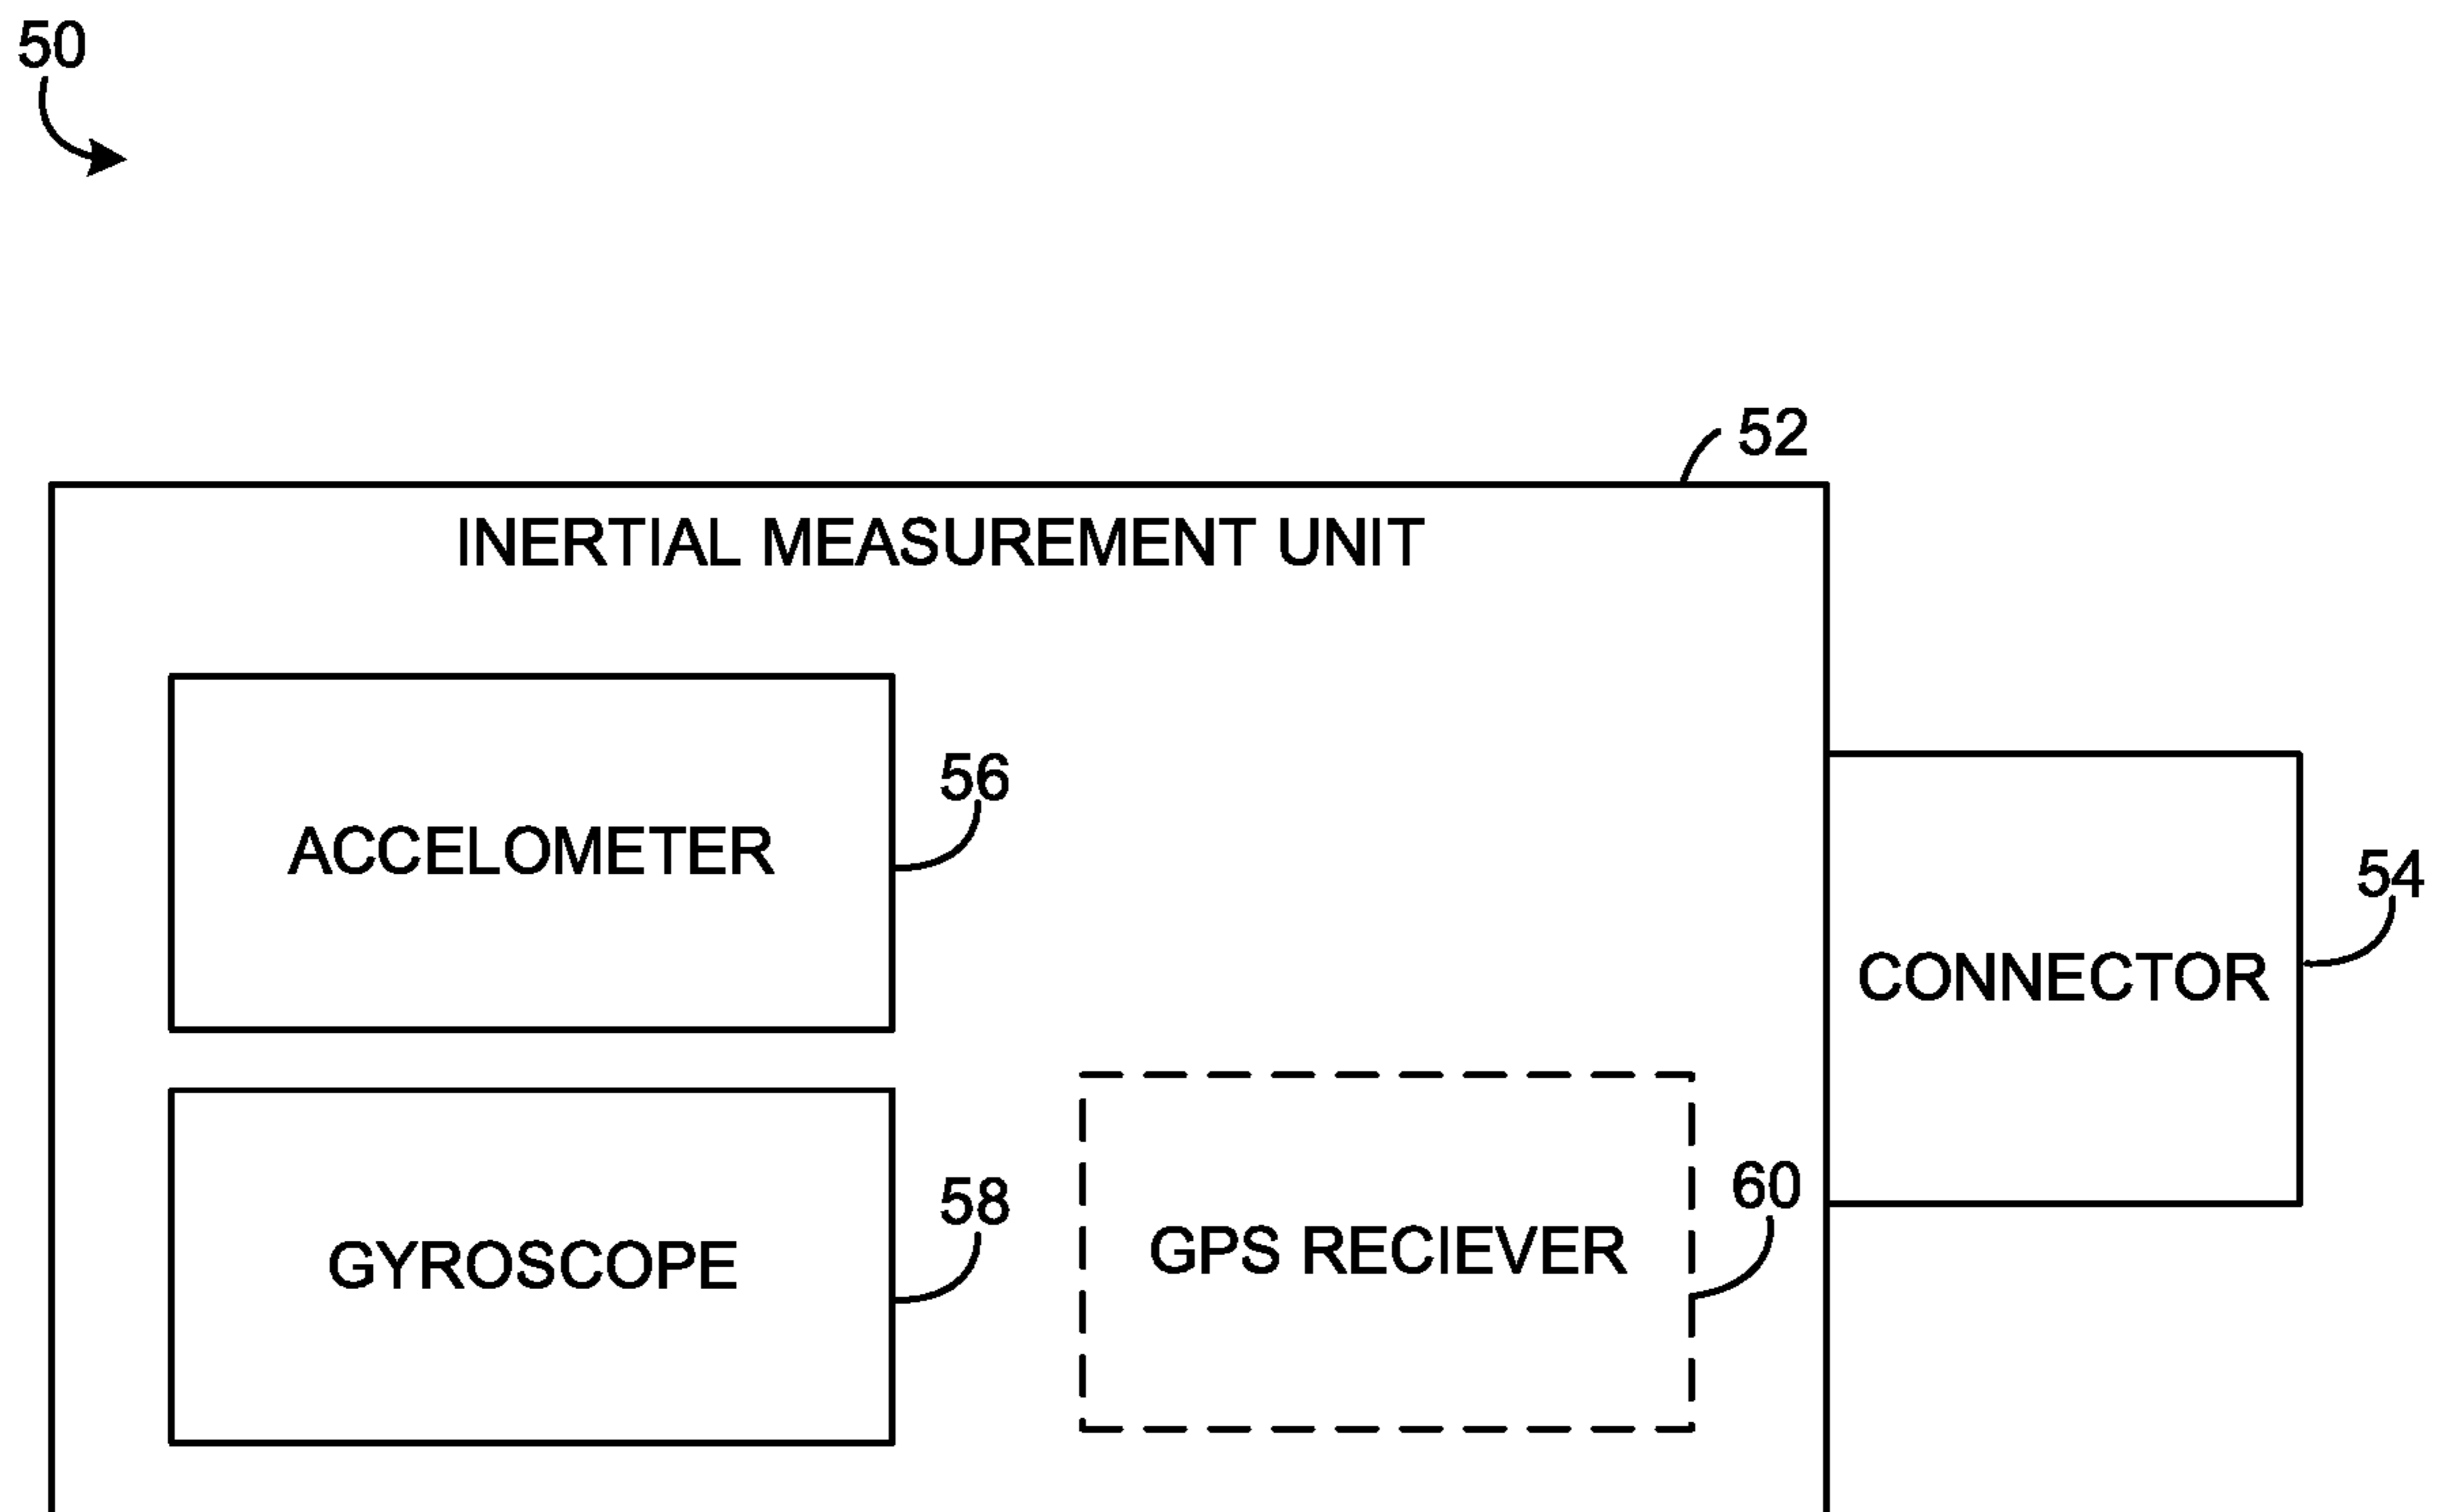 50
52
INERTIAL MEASUREMENT UNIT
56
ACCELOMETER
54
CONNECTOR
58
GYROSCOPE
60
GPS RECIEVER